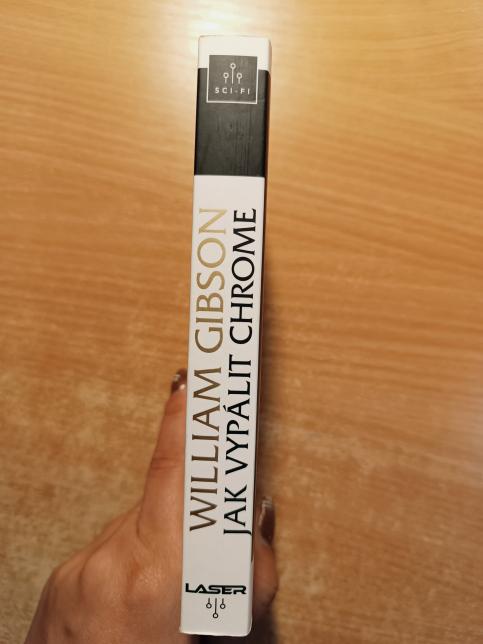 SCI-FI
WILLIAM GIBSON
JAK VYPÁLIT CHROME
LASER